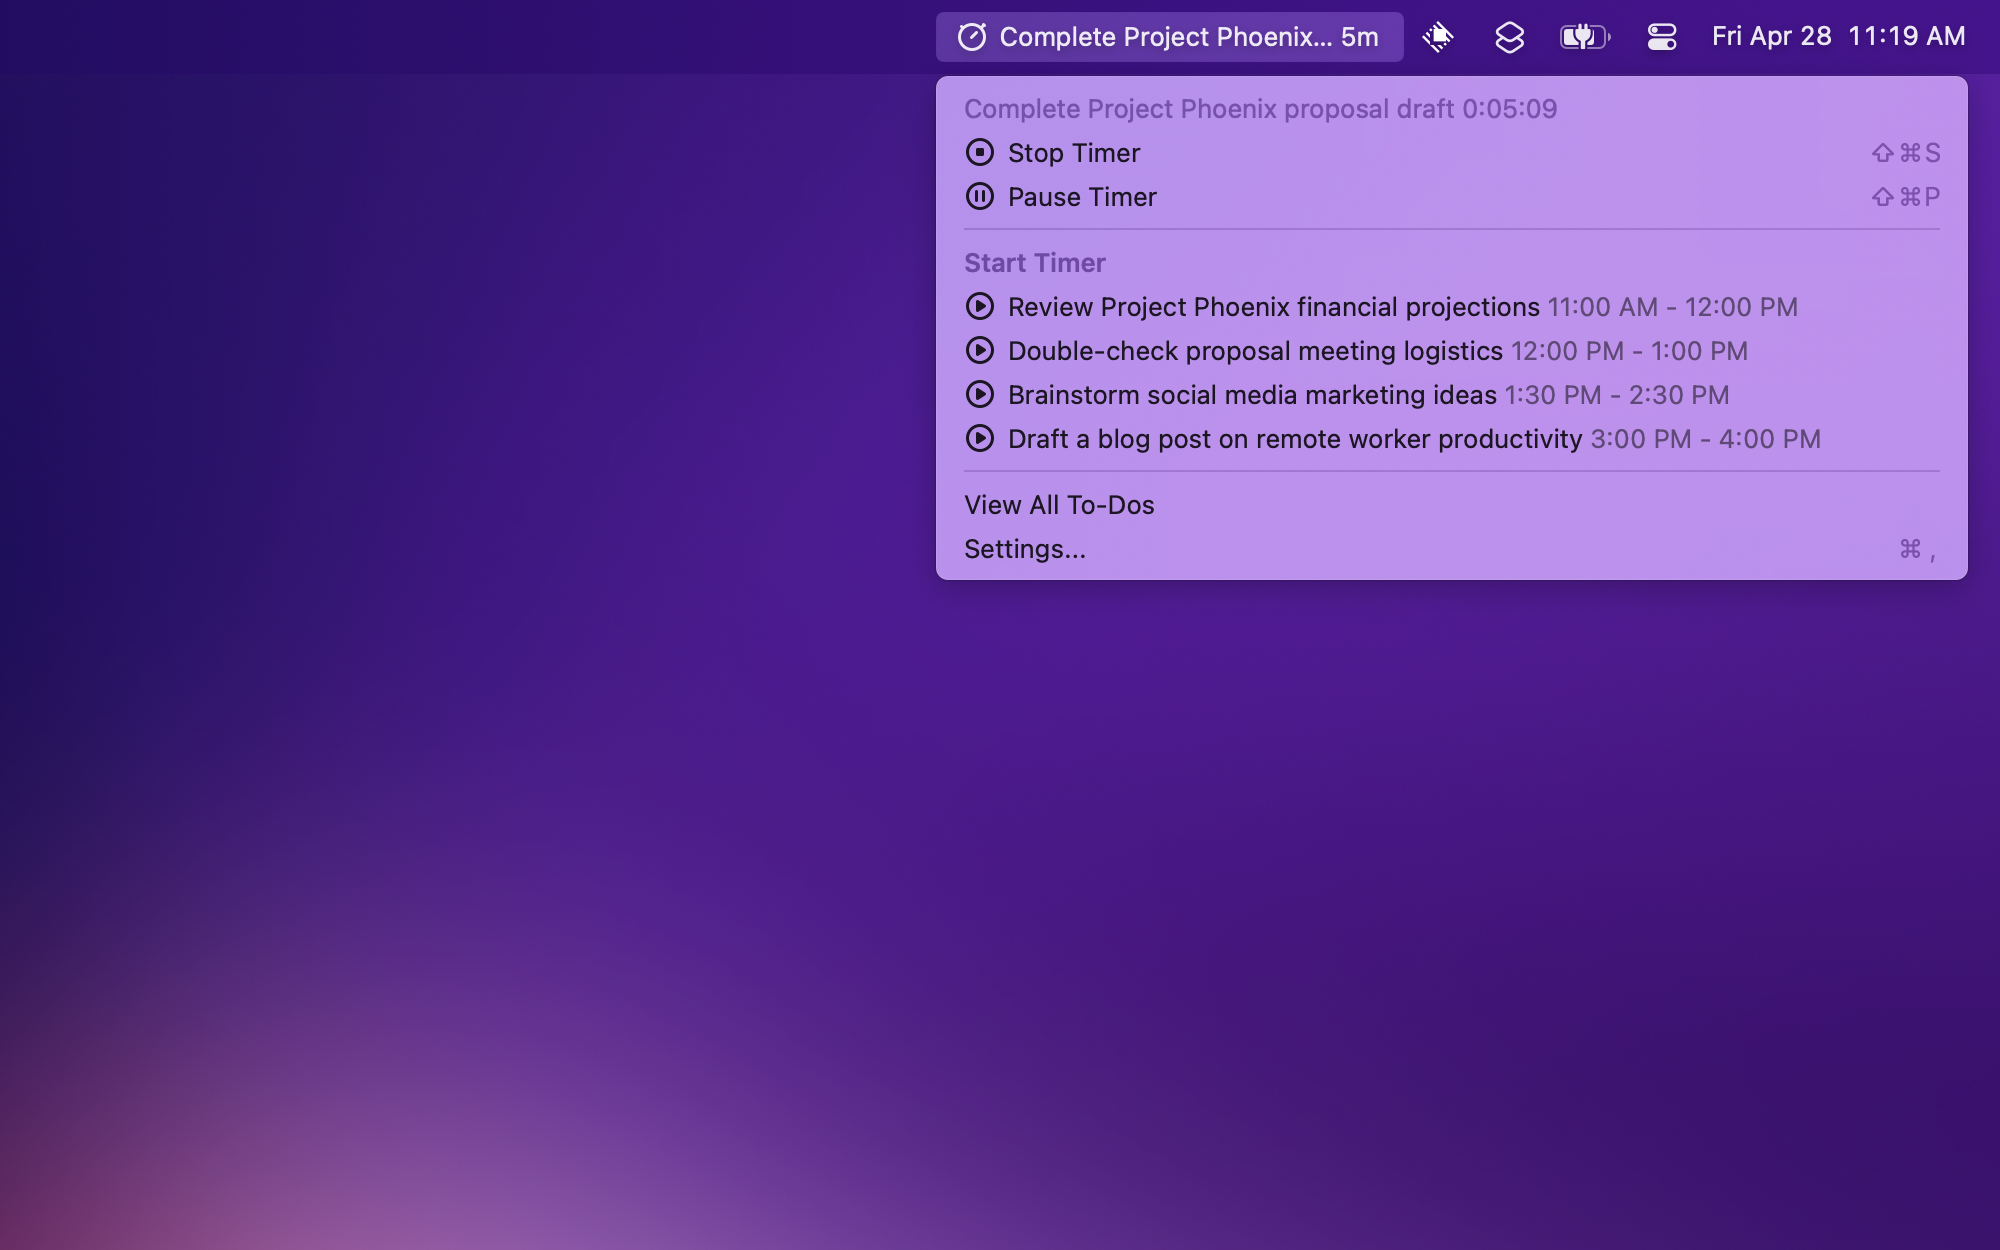 Complete Project Phoenix... 5m
Fri Apr 28 11:19 AM
Complete Project Phoenix proposal draft 0:05:09
Stop Timer ⇧⌘S
Pause Timer ⇧⌘P
Start Timer
Review Project Phoenix financial projections 11:00 AM - 12:00 PM
Double-check proposal meeting logistics 12:00 PM - 1:00 PM
Brainstorm social media marketing ideas 1:30 PM - 2:30 PM
Draft a blog post on remote worker productivity 3:00 PM - 4:00 PM
View All To-Dos
Settings... ⌘ ,